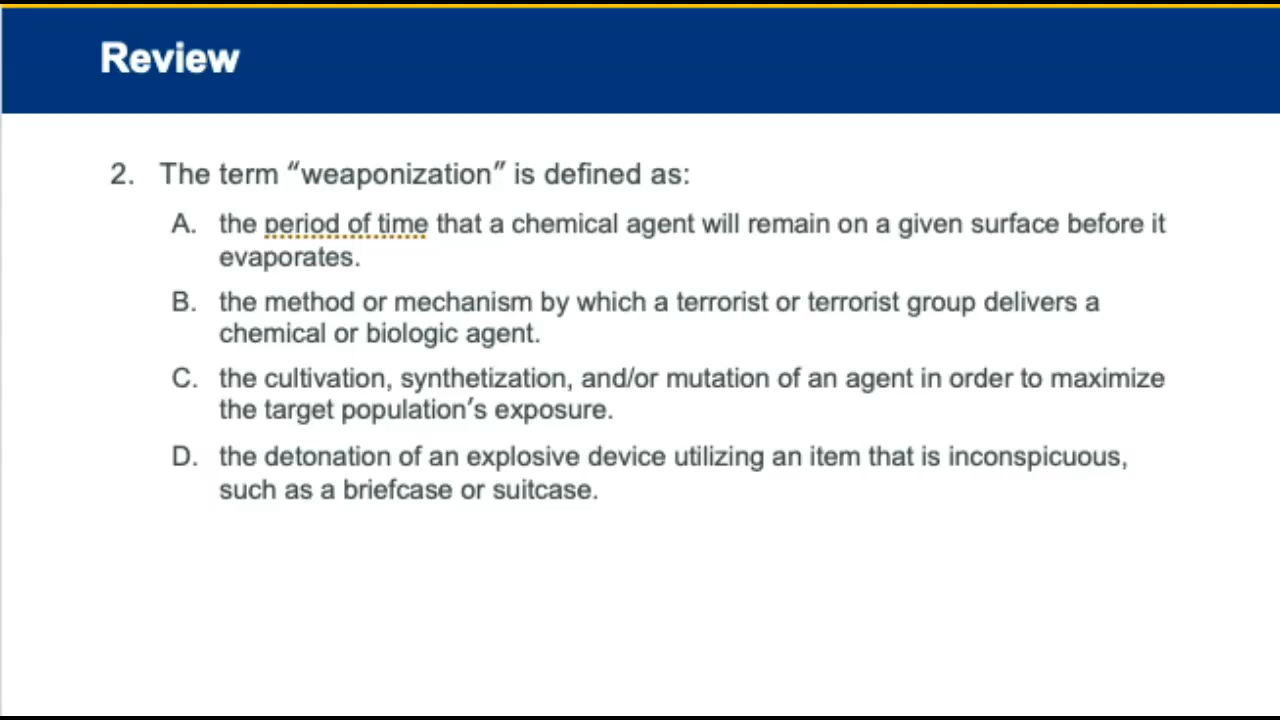 Review
2. The term “weaponization” is defined as:
A. the period of time that a chemical agent will remain on a given surface before it
evaporates.
B. the method or mechanism by which a terrorist or terrorist group delivers a
chemical or biologic agent.
C. the cultivation, synthetization, and/or mutation of an agent in order to maximize
the target population’s exposure.
D. the detonation of an explosive device utilizing an item that is inconspicuous,
such as a briefcase or suitcase.